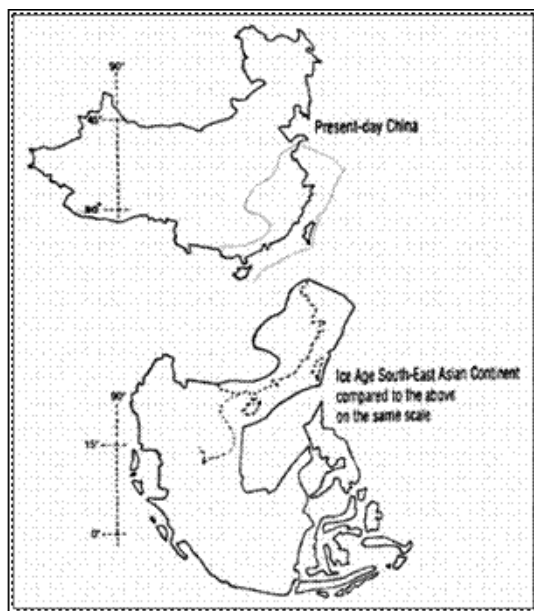 90°
45°
Present-day China
30°
Ice Age South-East Asian Continent
compared to the above
on the same scale
90°
15°
0°